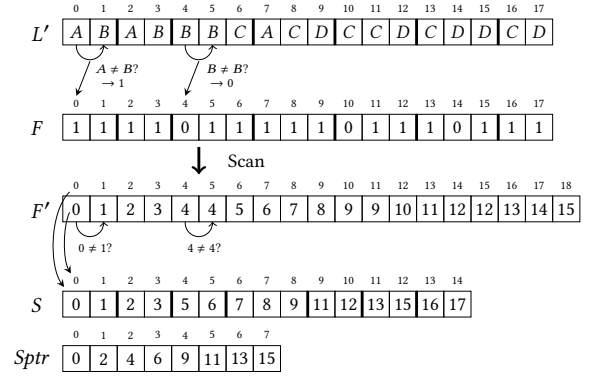 0 1 2 3 4 5 6 7 8 9 10 11 12 13 14 15 16 17
L′ A B A B B B C A C D C C D C D D C D
A ≠ B? B ≠ B?
→ 1 → 0
0 1 2 3 4 5 6 7 8 9 10 11 12 13 14 15 16 17
F 1 1 1 1 0 1 1 1 1 1 0 1 1 1 0 1 1 1
Scan
0 1 2 3 4 5 6 7 8 9 10 11 12 13 14 15 16 17 18
F′ 0 1 2 3 4 4 5 6 7 8 9 9 10 11 12 12 13 14 15
0 ≠ 1? 4 ≠ 4?
0 1 2 3 4 5 6 7 8 9 10 11 12 13 14
S 0 1 2 3 5 6 7 8 9 11 12 13 15 16 17
0 1 2 3 4 5 6 7
Sptr 0 2 4 6 9 11 13 15